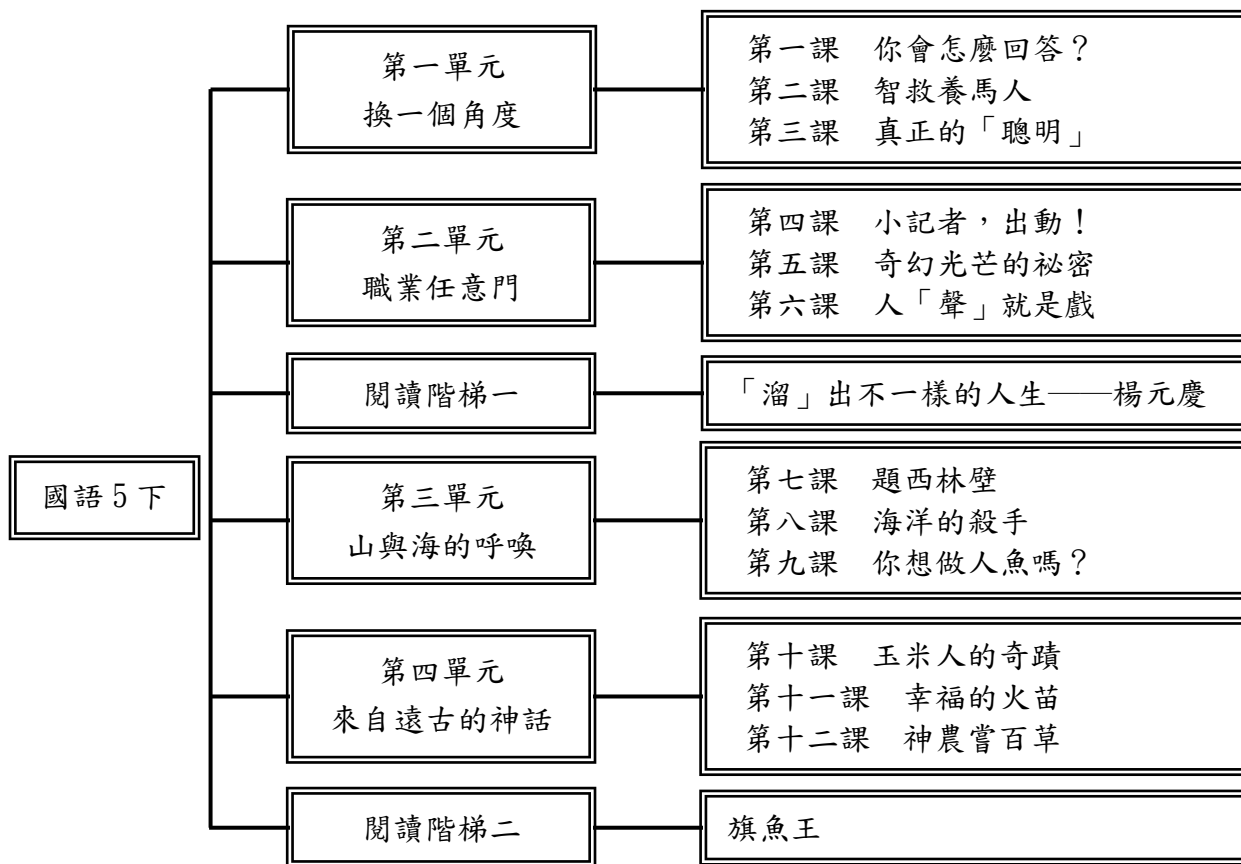 國語5下
第一單元
換一個角度
第一課 你會怎麼回答?
第二課 智救養馬人
第三課 真正的「聰明」
第二單元
職業任意門
第四課 小記者,出動!
第五課 奇幻光芒的祕密
第六課 人「聲」就是戲
閱讀階梯一
「溜」出不一樣的人生──楊元慶
第三單元
山與海的呼喚
第七課 題西林壁
第八課 海洋的殺手
第九課 你想做人魚嗎?
第四單元
來自遠古的神話
第十課 玉米人的奇蹟
第十一課 幸福的火苗
第十二課 神農嘗百草
閱讀階梯二
旗魚王